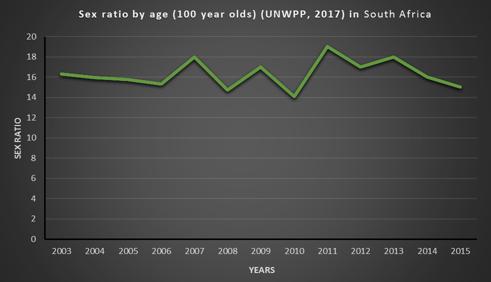 Sex ratio by age (100 year olds) (UNWPP, 2017) in South Africa
20
18
16
14
12
10
8
6
4
2
0
SEX RATIO
2003 2004 2005 2006 2007 2008 2009 2010 2011 2012 2013 2014 2015
YEARS